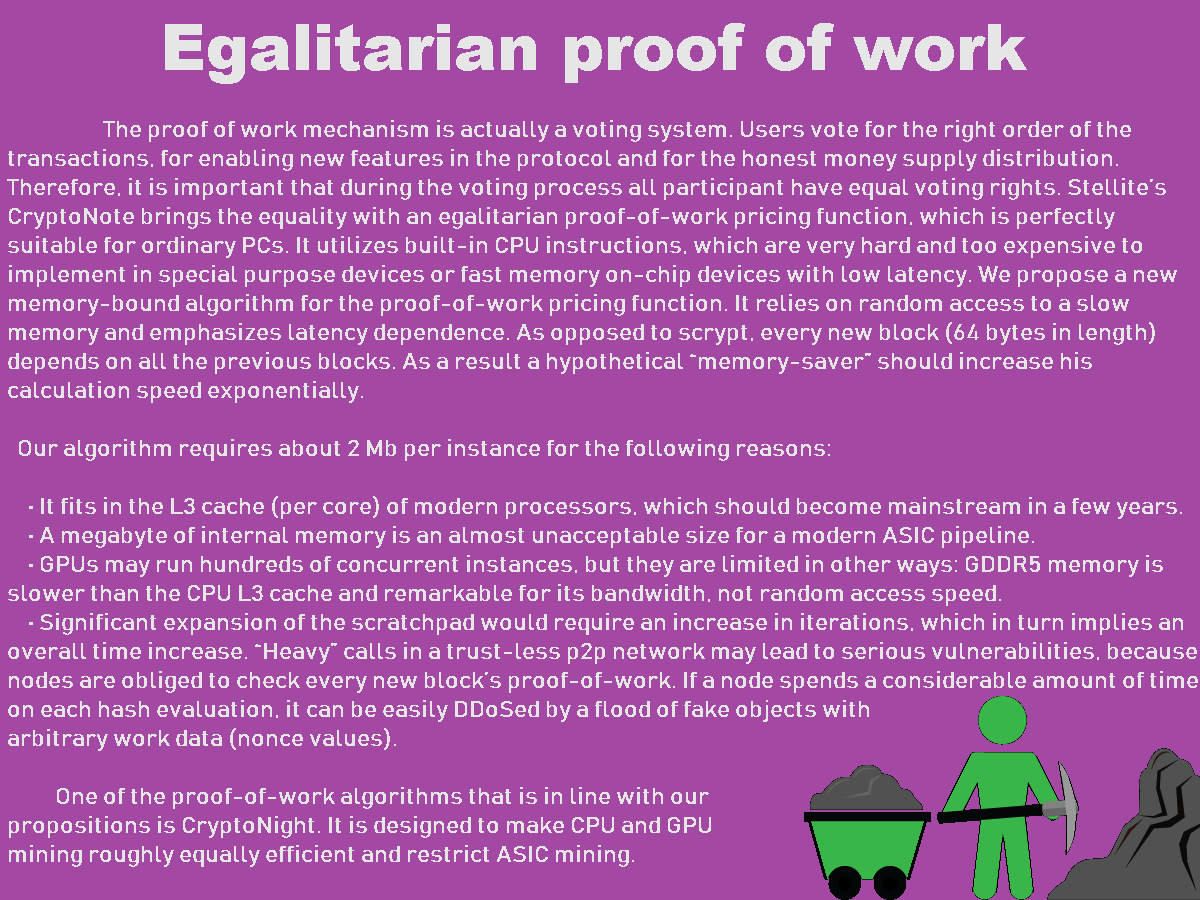 Egalitarian proof of work
The proof of work mechanism is actually a voting system. Users vote for the right order of the
transactions, for enabling new features in the protocol and for the honest money supply distribution.
Therefore, it is important that during the voting process all participant have equal voting rights. Stellite's
CryptoNote brings the equality with an egalitarian proof-of-work pricing function, which is perfectly
suitable for ordinary PCs. It utilizes built-in CPU instructions, which are very hard and too expensive to
implement in special purpose devices or fast memory on-chip devices with low latency. We propose a new
memory-bound algorithm for the proof-of-work pricing function. It relies on random access to a slow
memory and emphasizes latency dependence. As opposed to scrypt, every new block (64 bytes in length)
depends on all the previous blocks. As a result a hypothetical "memory-saver" should increase his
calculation speed exponentially.
Our algorithm requires about 2 Mb per instance for the following reasons:
· It fits in the L3 cache (per core) of modern processors, which should become mainstream in a few years.
· A megabyte of internal memory is an almost unacceptable size for a modern ASIC pipeline.
· GPUs may run hundreds of concurrent instances, but they are limited in other ways: GDDR5 memory is
slower than the CPU L3 cache and remarkable for its bandwidth, not random access speed.
· Significant expansion of the scratchpad would require an increase in iterations, which in turn implies an
overall time increase. "Heavy" calls in a trust-less p2p network may lead to serious vulnerabilities, because
nodes are obliged to check every new block's proof-of-work. If a node spends a considerable amount of time
on each hash evaluation, it can be easily DDoSed by a flood of fake objects with
arbitrary work data (nonce values).
One of the proof-of-work algorithms that is in line with our
propositions is CryptoNight. It is designed to make CPU and GPU
mining roughly equally efficient and restrict ASIC mining.